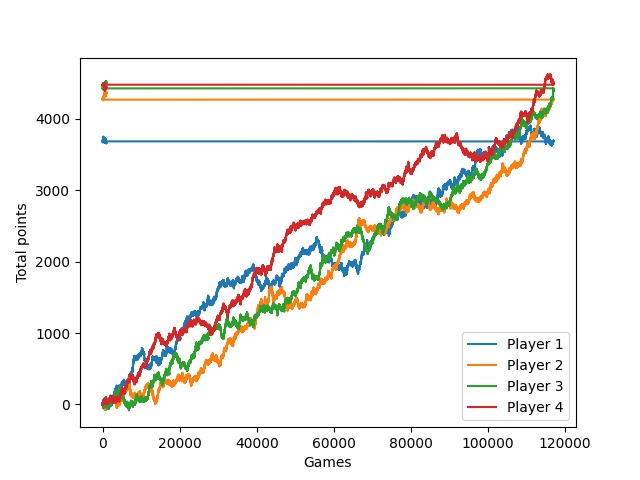 Total points
4000
3000
2000
1000
0
0
20000
40000
60000
80000
100000
120000
Games
Player 1
Player 2
Player 3
Player 4